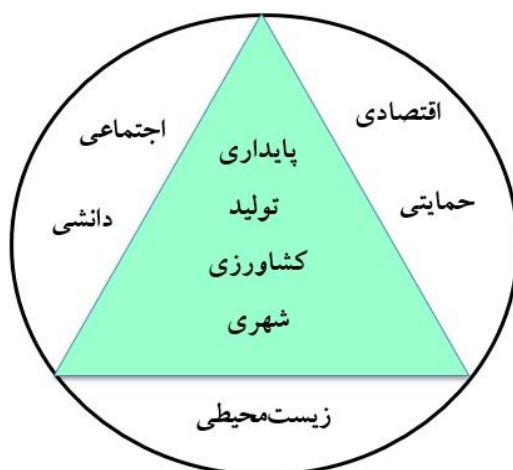 اقتصادی
حمایتی
اجتماعی
دانشی
پایداری
تولید
کشاورزی
شهری
زیست‌محیطی